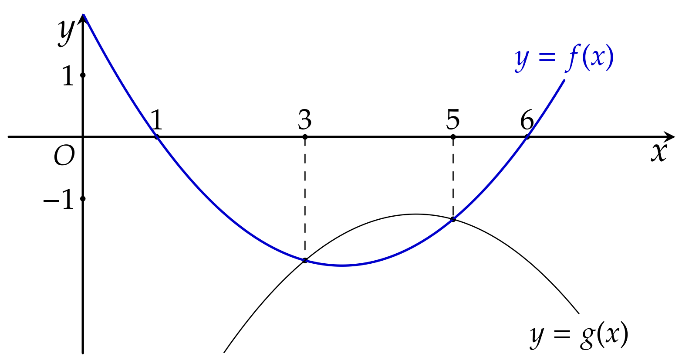 y
y = f(x)
1
1 3 5 6
O
x
−1
y = g(x)